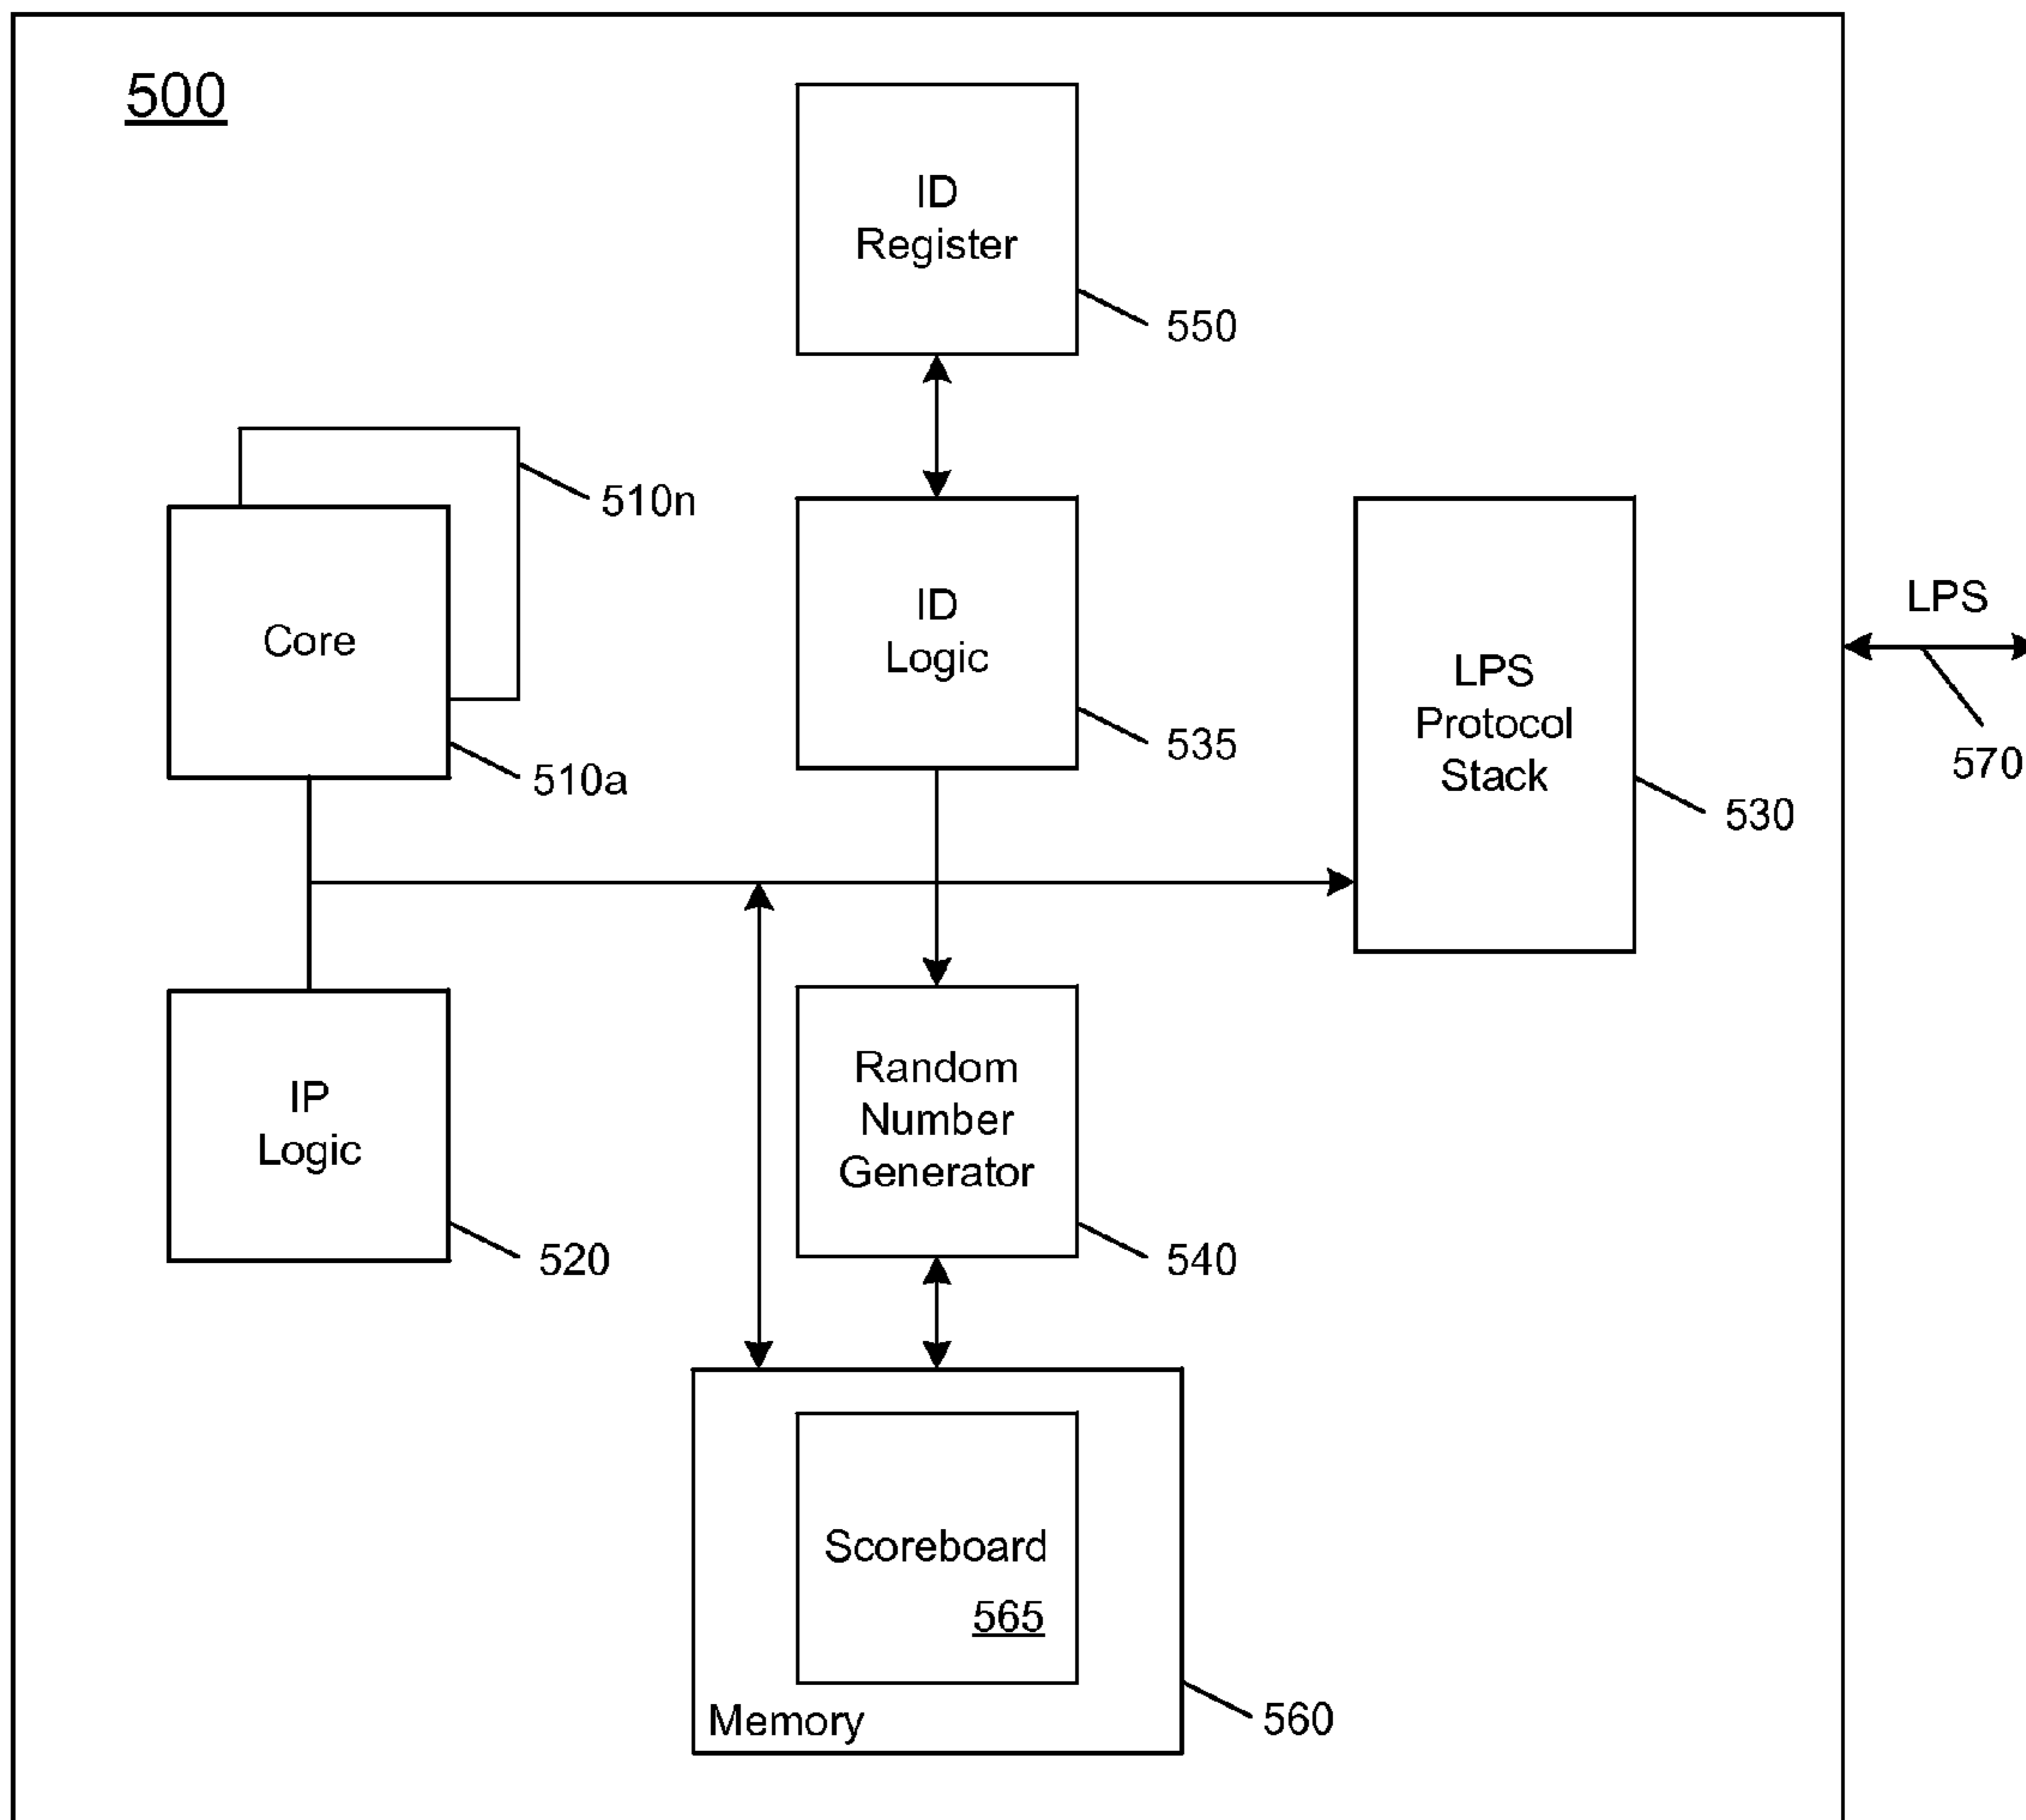 500
ID
Register
550
510n
Core
510a
ID
Logic
535
LPS
Protocol
Stack
530
LPS
570
IP
Logic
520
Random
Number
Generator
540
Scoreboard
565
Memory
560